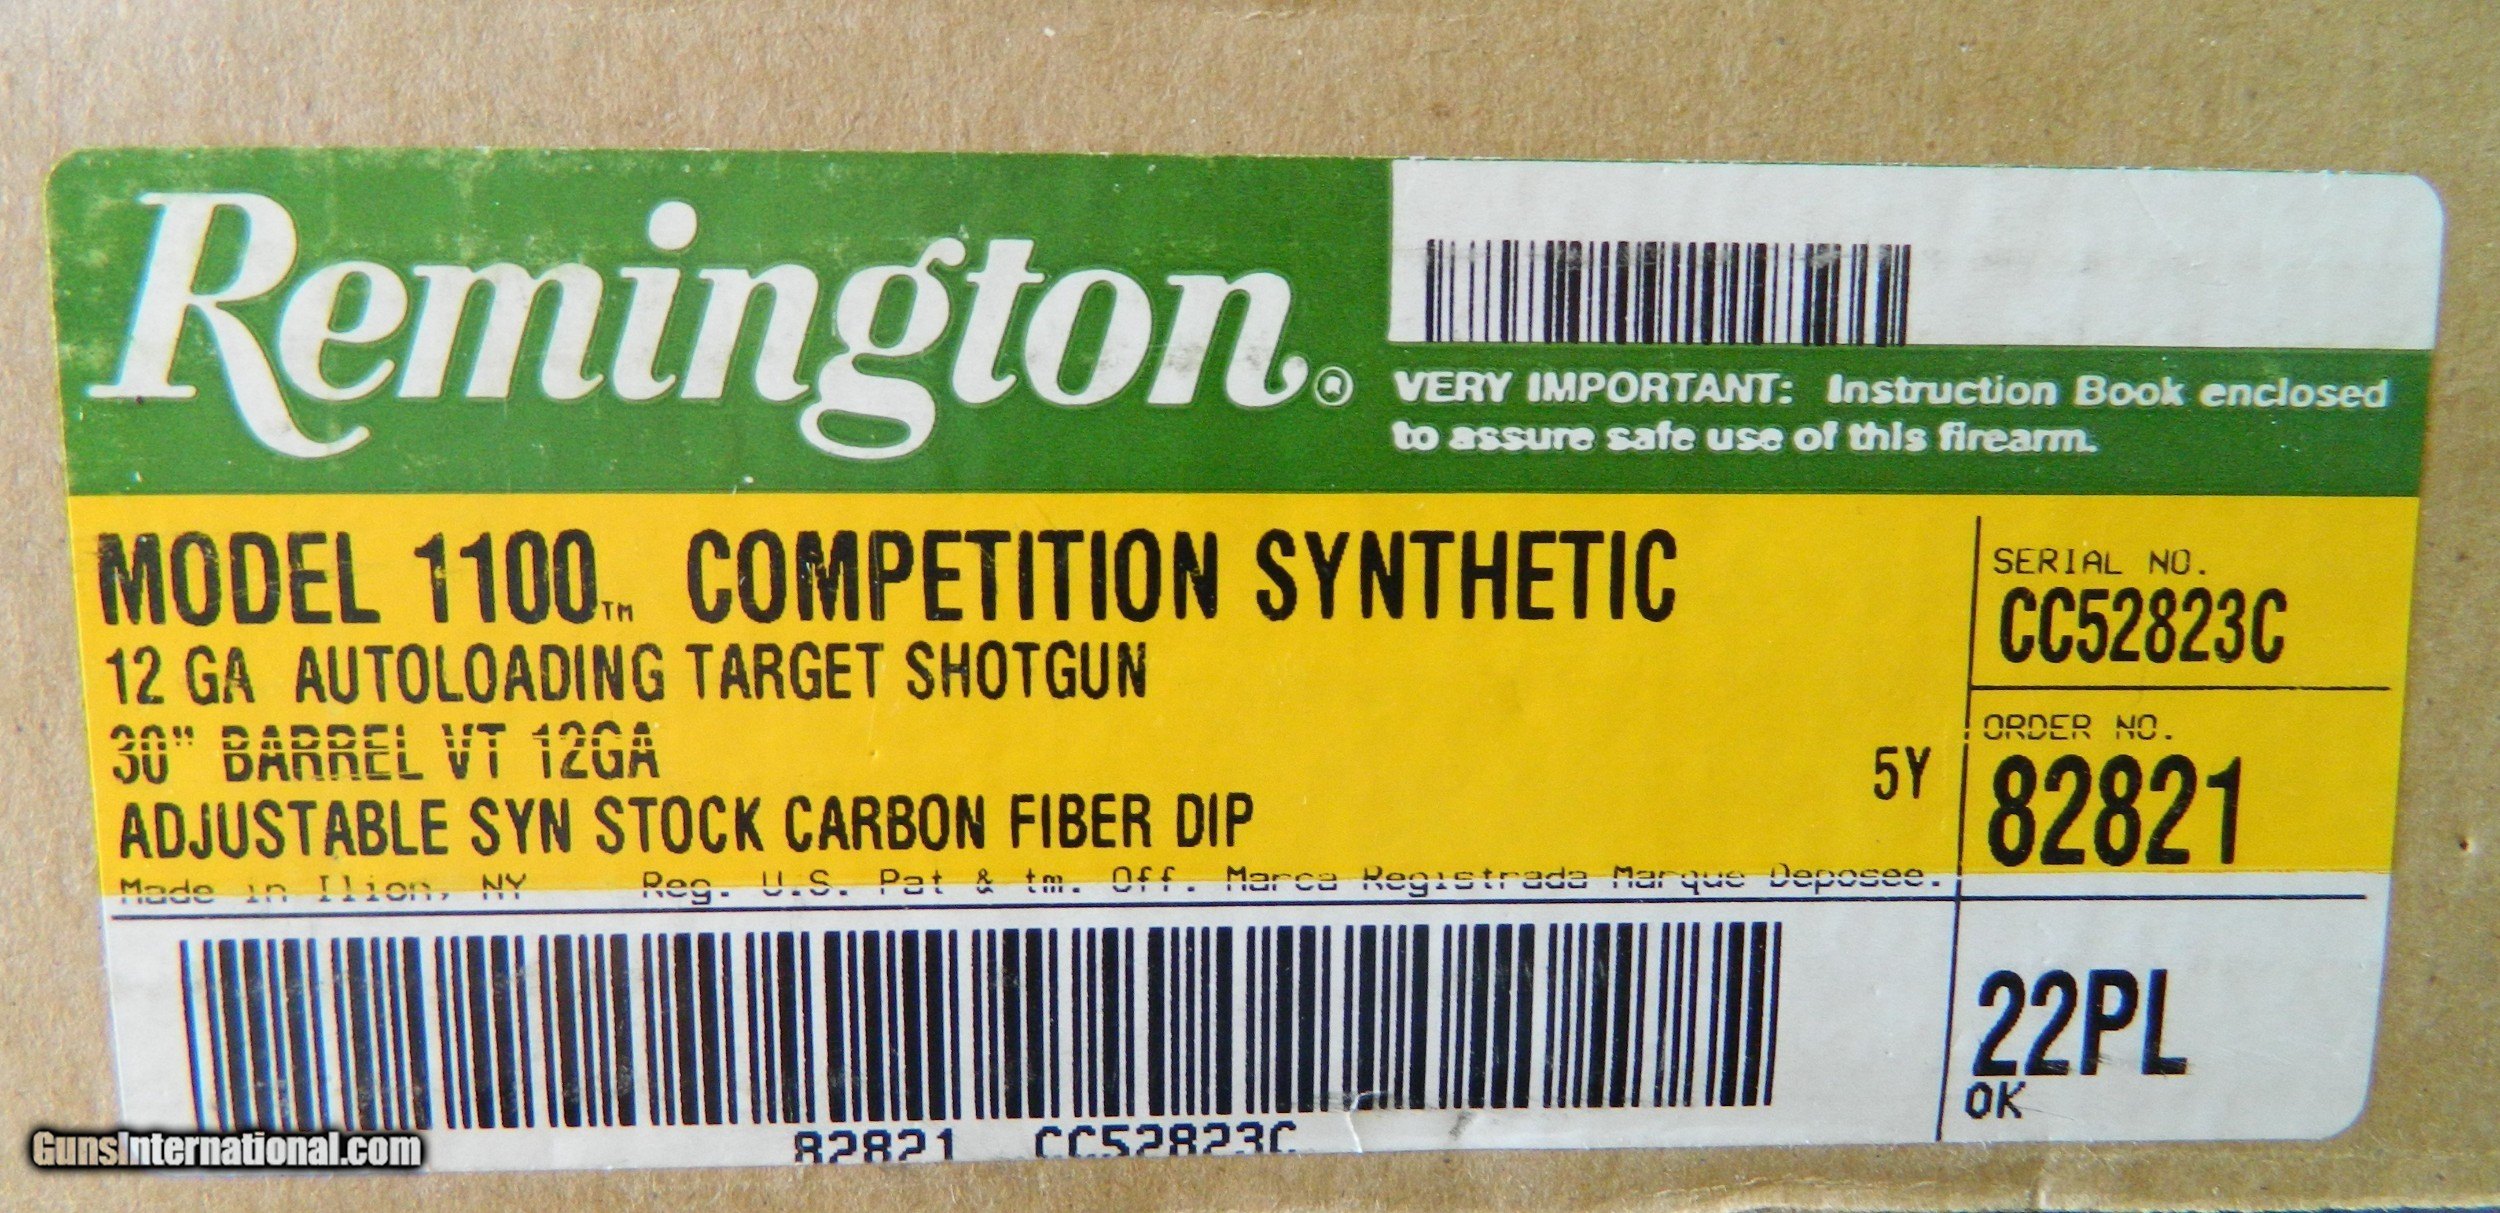 Remington®
VERY IMPORTANT: Instruction Book enclosed
to assure safe use of this firearm.
MODEL 1100™ COMPETITION SYNTHETIC
12 GA AUTOLOADING TARGET SHOTGUN
30" BARREL VT 12GA
5Y
ADJUSTABLE SYN STOCK CARBON FIBER DIP
Made in Ilion, NY Reg. U.S. Pat & tm. Off. Marca Registrada Marque Deposee.
SERIAL NO.
CC52823C
ORDER NO.
82821
22PL
OK
82821 CC52823C
GunsInternational.com